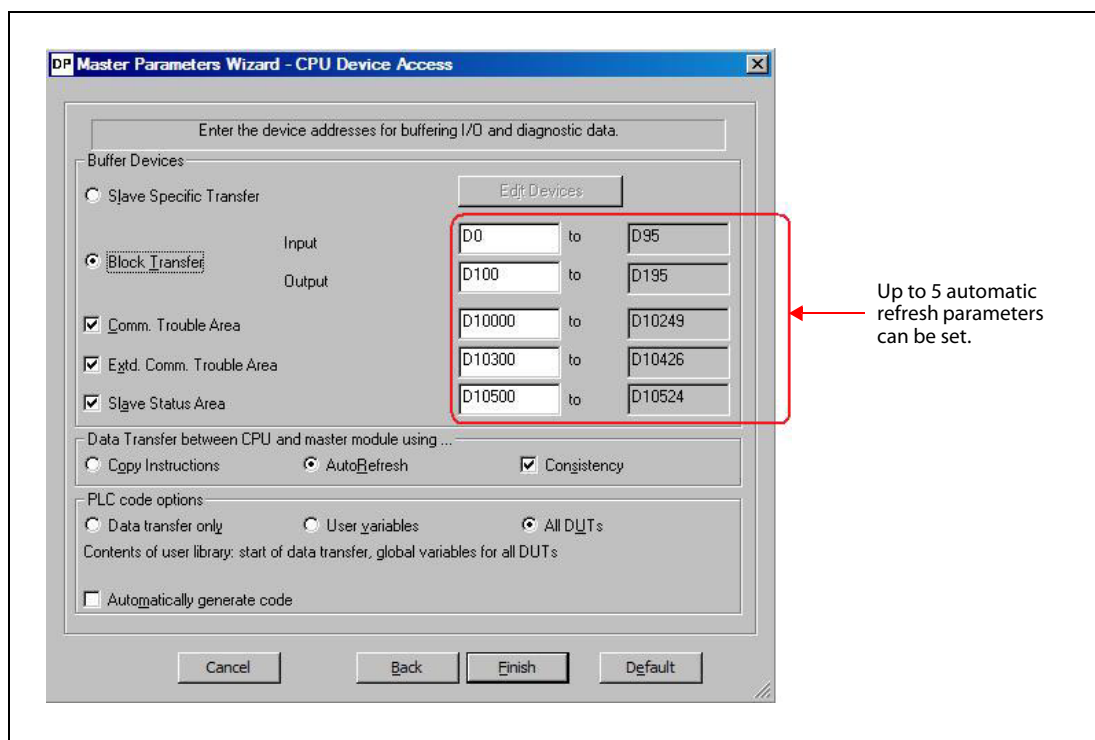 DP Master Parameters Wizard - CPU Device Access
Enter the device addresses for buffering I/O and diagnostic data.
Buffer Devices
Slave Specific Transfer
Edit Devices
Block Transfer
Input
D0 to D95
Output
D100 to D195
Comm. Trouble Area
D10000 to D10249
Extd. Comm. Trouble Area
D10300 to D10426
Slave Status Area
D10500 to D10524
Up to 5 automatic
refresh parameters
can be set.
Data Transfer between CPU and master module using ...
Copy Instructions AutoRefresh Consistency
PLC code options
Data transfer only User variables All DUTs
Contents of user library: start of data transfer, global variables for all DUTs
Automatically generate code
Cancel Back Finish Default